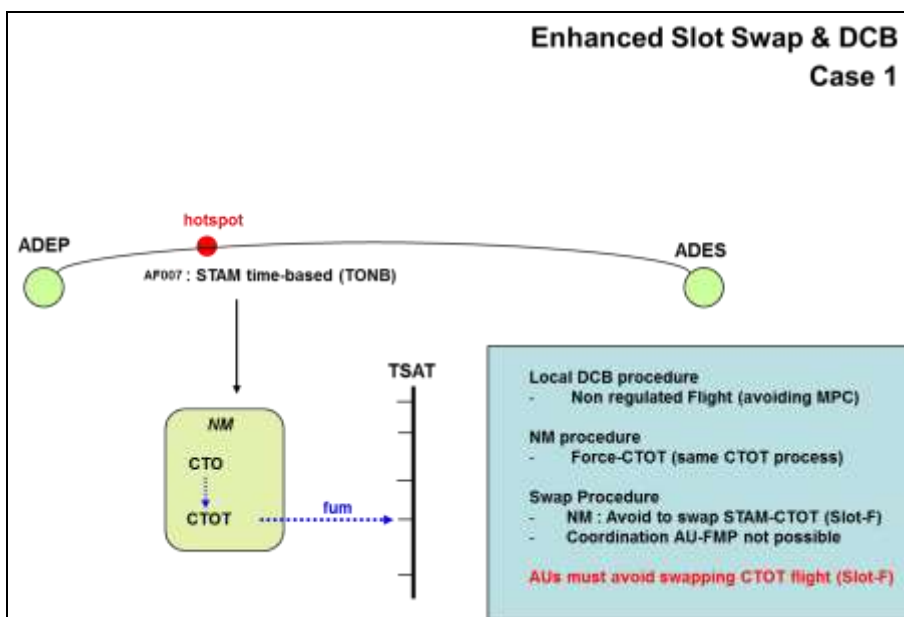 Enhanced Slot Swap & DCB
Case 1
hotspot
ADEP
ADES
AF007 : STAM time-based (TONB)
TSAT
NM
CTO
CTOT
fum
Local DCB procedure
- Non regulated Flight (avoiding MPC)
NM procedure
- Force-CTOT (same CTOT process)
Swap Procedure
- NM : Avoid to swap STAM-CTOT (Slot-F)
- Coordination AU-FMP not possible
AUs must avoid swapping CTOT flight (Slot-F)